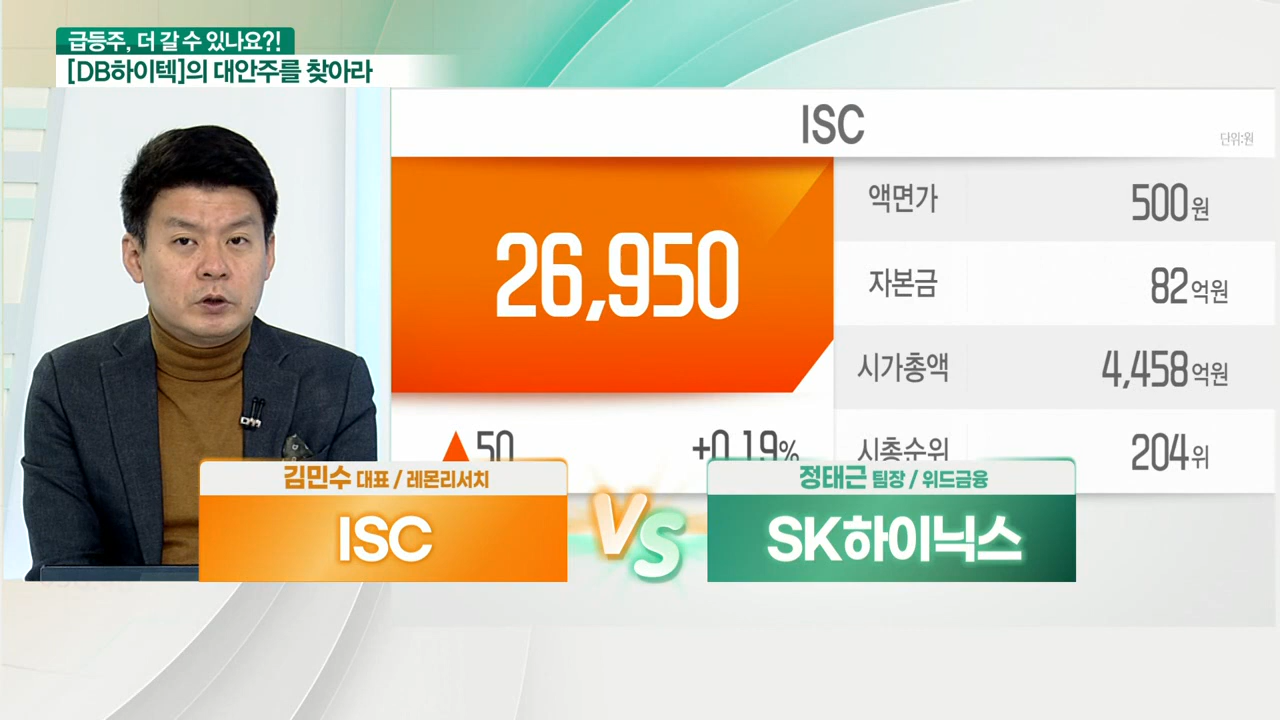 급등주, 더 갈 수 있나요?!
[DB하이텍]의 대안주를 찾아라
ISC
단위:원
26,950
▲50 +0.19%
액면가 500원
자본금 82억원
시가총액 4,458억원
시총순위 204위
김민수 대표 / 레몬리서치
ISC
VS
정태근 팀장 / 위드금융
SK하이닉스